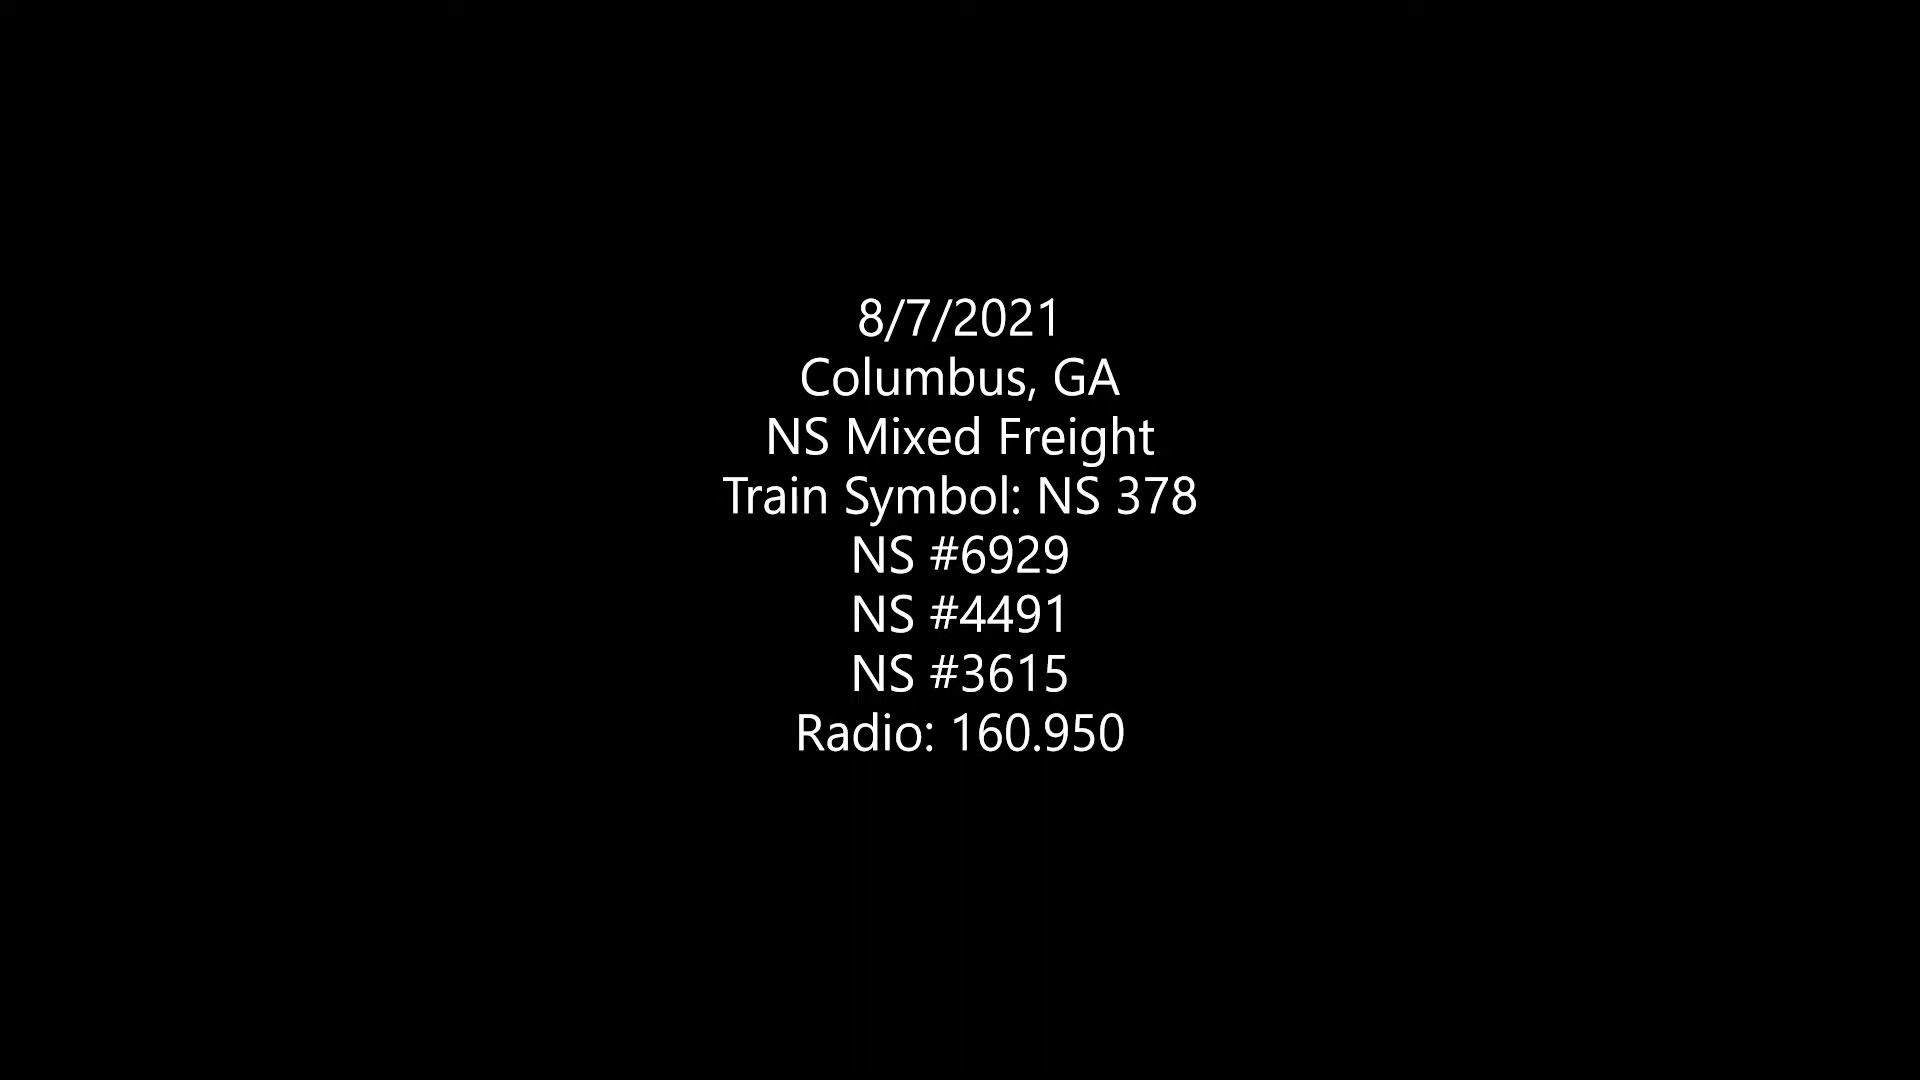 8/7/2021
Columbus, GA
NS Mixed Freight
Train Symbol: NS 378
NS #6929
NS #4491
NS #3615
Radio: 160.950